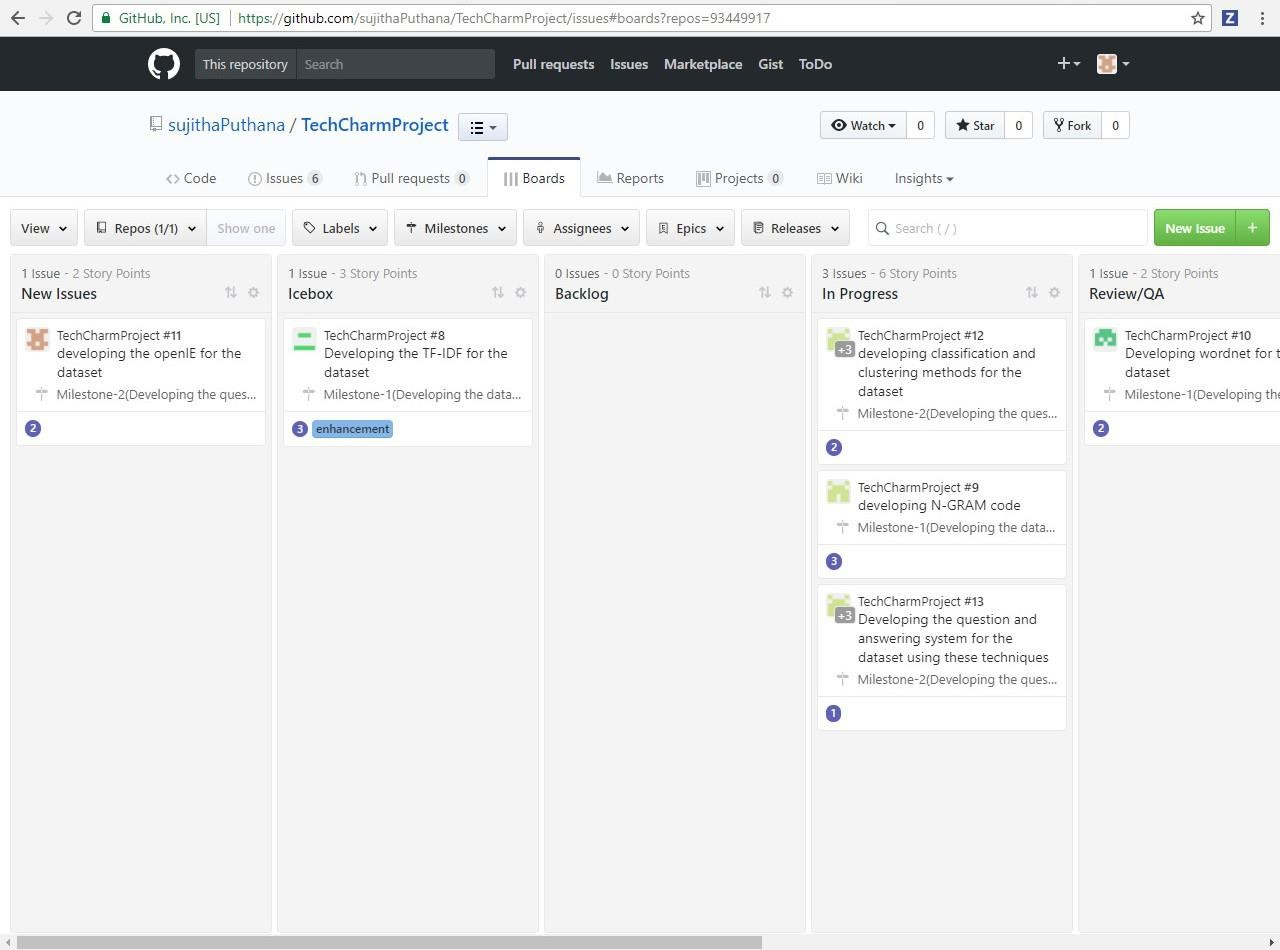 GitHub, Inc. [US] https://github.com/sujithaPuthana/TechCharmProject/issues#boards?repos=93449917
Z
This repository Search Pull requests Issues Marketplace Gist ToDo
sujithaPuthana / TechCharmProject
Watch 0 Star 0 Fork 0
Code Issues 6 Pull requests 0 Boards Reports Projects 0 Wiki Insights
View Repos (1/1) Show one Labels Milestones Assignees Epics Releases Search ( / ) New Issue +
1 Issue - 2 Story Points
New Issues
TechCharmProject #11
developing the openIE for the
dataset
Milestone-2(Developing the ques...
2
1 Issue - 3 Story Points
Icebox
TechCharmProject #8
Developing the TF-IDF for the
dataset
Milestone-1(Developing the data...
3 enhancement
0 Issues - 0 Story Points
Backlog
3 Issues - 6 Story Points
In Progress
+3
TechCharmProject #12
developing classification and
clustering methods for the
dataset
Milestone-2(Developing the ques...
2
TechCharmProject #9
developing N-GRAM code
Milestone-1(Developing the data...
3
+3
TechCharmProject #13
Developing the question and
answering system for the
dataset using these techniques
Milestone-2(Developing the ques...
1
1 Issue - 2 Story Points
Review/QA
TechCharmProject #10
Developing wordnet for t
dataset
Milestone-1(Developing the
2